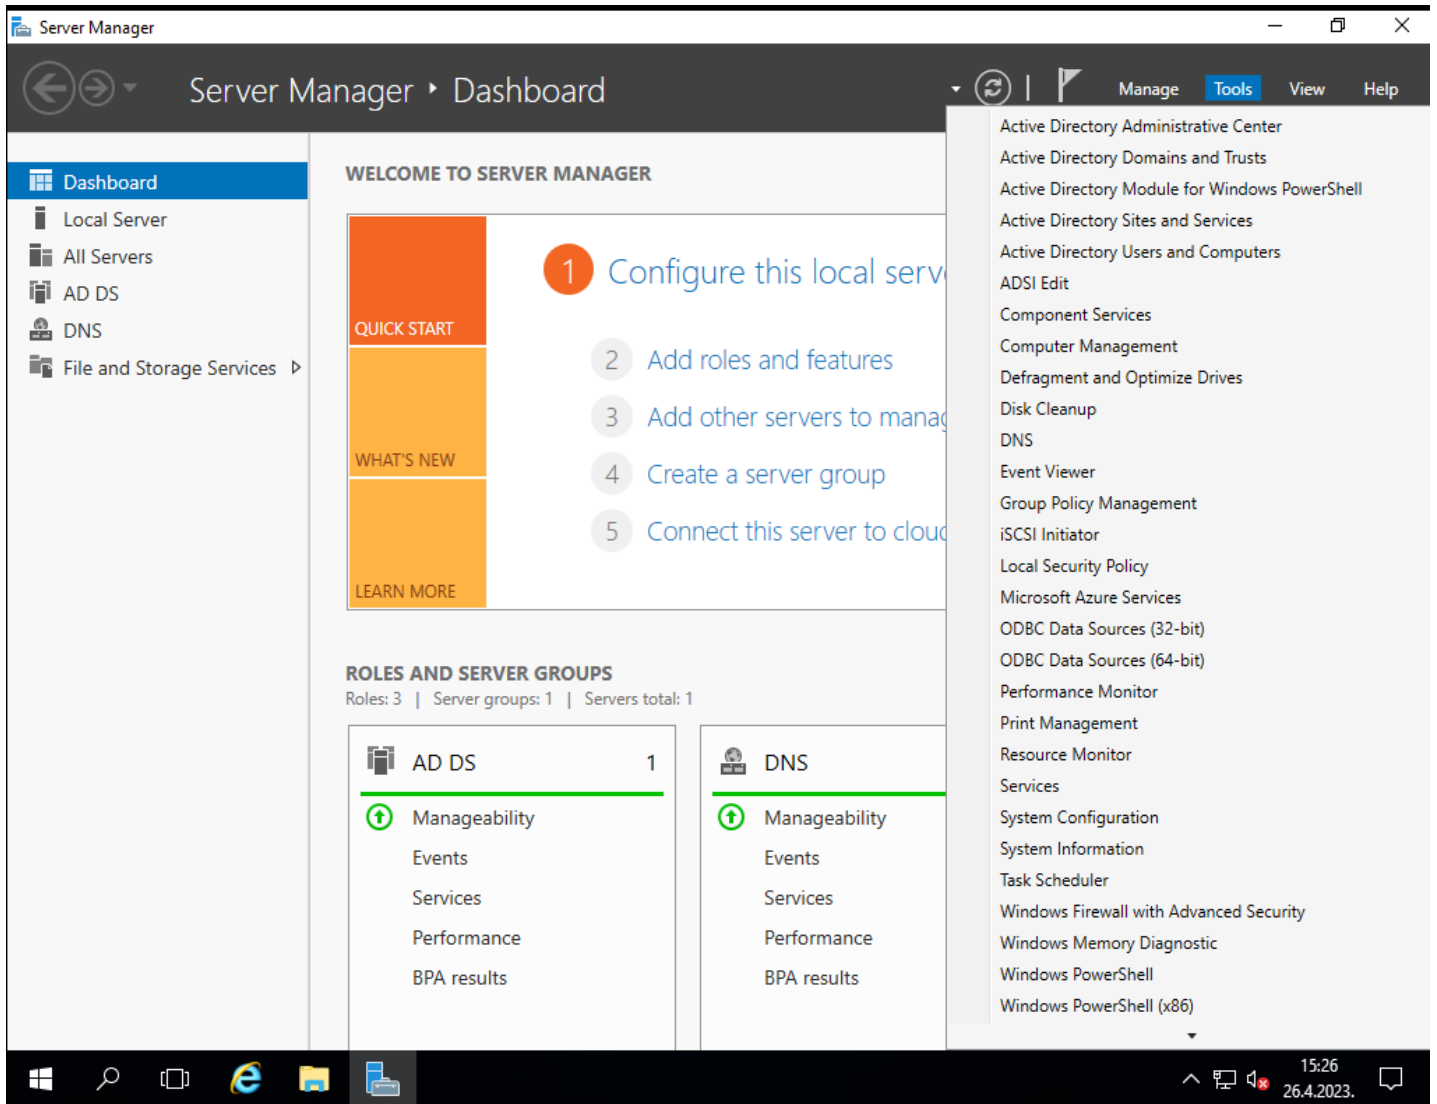 Server Manager
Server Manager ‣ Dashboard
Manage Tools View Help
Dashboard
Local Server
All Servers
AD DS
DNS
File and Storage Services
WELCOME TO SERVER MANAGER
QUICK START
WHAT'S NEW
LEARN MORE
1 Configure this local serv
2 Add roles and features
3 Add other servers to manag
4 Create a server group
5 Connect this server to cloud
ROLES AND SERVER GROUPS
Roles: 3 | Server groups: 1 | Servers total: 1
AD DS 1
Manageability
Events
Services
Performance
BPA results
DNS
Manageability
Events
Services
Performance
BPA results
Active Directory Administrative Center
Active Directory Domains and Trusts
Active Directory Module for Windows PowerShell
Active Directory Sites and Services
Active Directory Users and Computers
ADSI Edit
Component Services
Computer Management
Defragment and Optimize Drives
Disk Cleanup
DNS
Event Viewer
Group Policy Management
iSCSI Initiator
Local Security Policy
Microsoft Azure Services
ODBC Data Sources (32-bit)
ODBC Data Sources (64-bit)
Performance Monitor
Print Management
Resource Monitor
Services
System Configuration
System Information
Task Scheduler
Windows Firewall with Advanced Security
Windows Memory Diagnostic
Windows PowerShell
Windows PowerShell (x86)
15:26
26.4.2023.